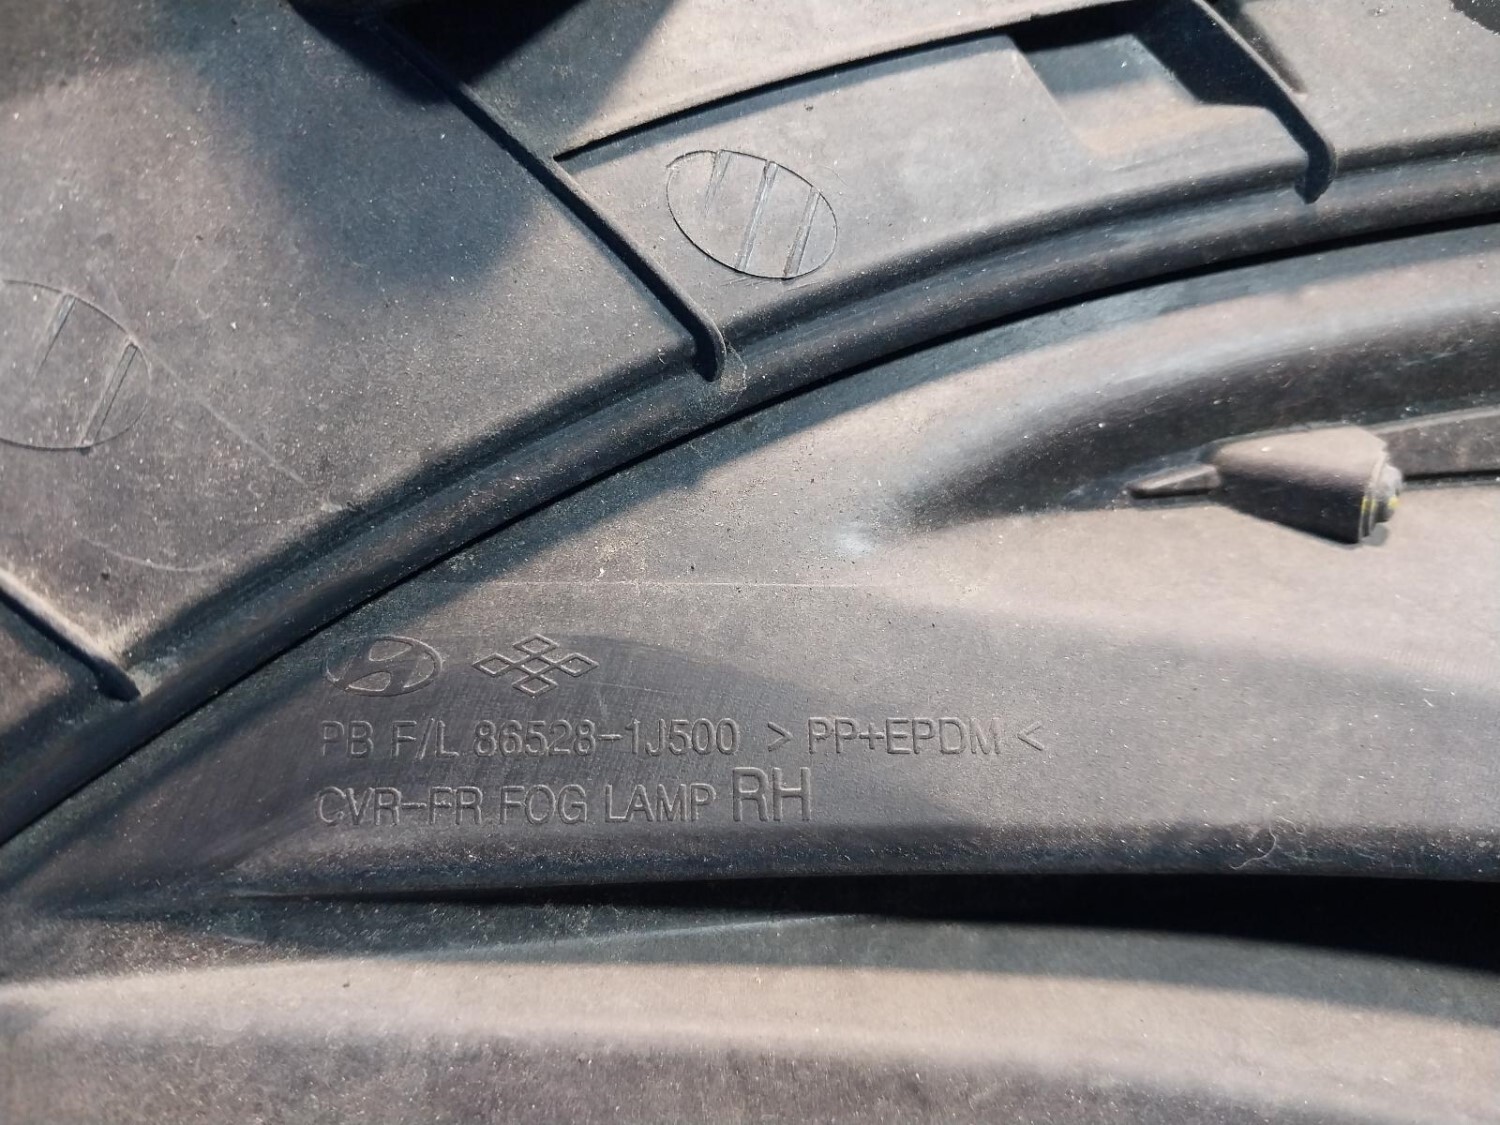 PB F/L 86528-1J500 > PP+EPDM <
CVR-FR FOG LAMP RH